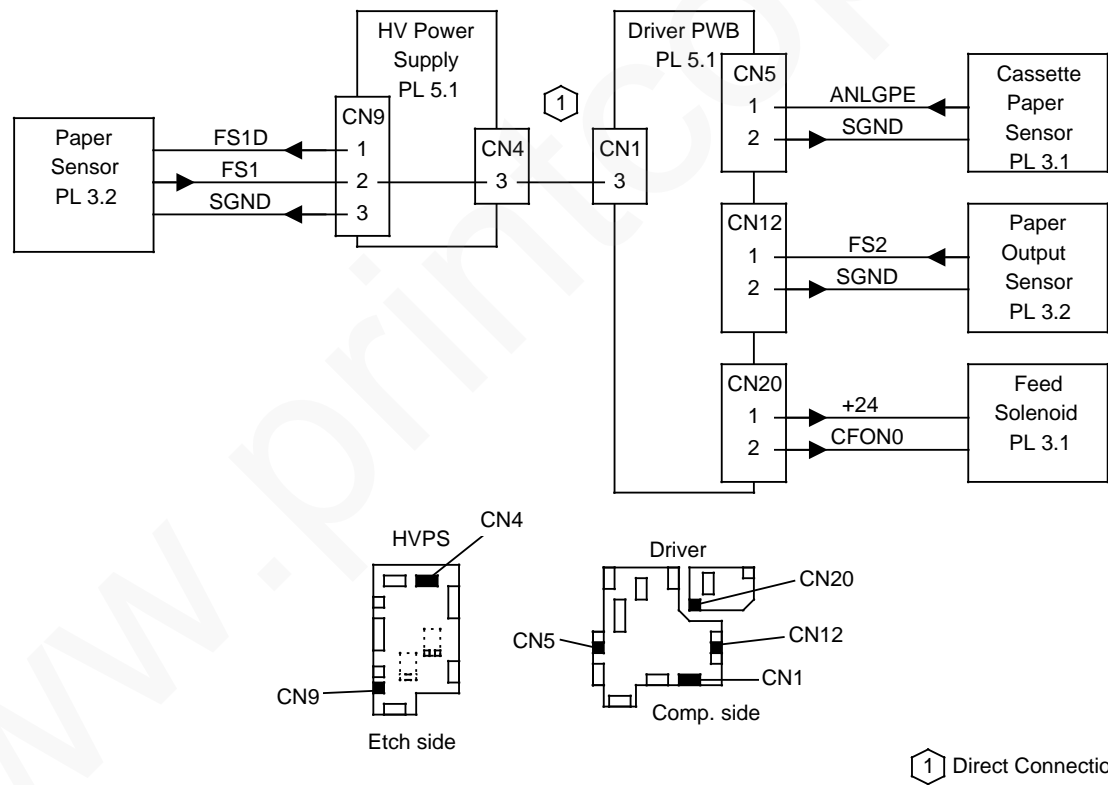 HV Power
Supply
PL 5.1
Driver PWB
PL 5.1
CN9
1
2
3
CN4
3
1
CN1
3
CN5
1
2
CN12
1
2
CN20
1
2
Paper
Sensor
PL 3.2
FS1D
FS1
SGND
ANLGPE
SGND
Cassette
Paper
Sensor
PL 3.1
FS2
SGND
Paper
Output
Sensor
PL 3.2
+24
CFON0
Feed
Solenoid
PL 3.1
HVPS
CN4
CN9
Etch side
Driver
CN20
CN5
CN12
CN1
Comp. side
1 Direct Connectio